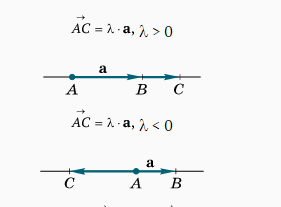 AC⃗ = λ · a, λ > 0
a
A B C
AC⃗ = λ · a, λ < 0
a
C A B